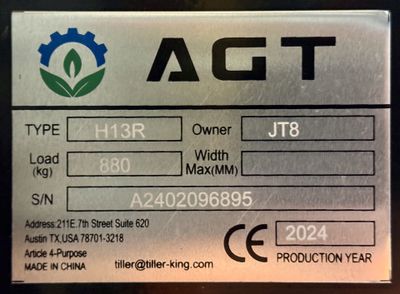 AGT
TYPE H13R Owner JT8
Load (kg) 880 Width Max(MM)
S/N A2402096895
Address:211E.7th Street Suite 620
Austin TX,USA 78701-3218
Article 4-Purpose
MADE IN CHINA tiller@tiller-king.com
CE 2024
PRODUCTION YEAR